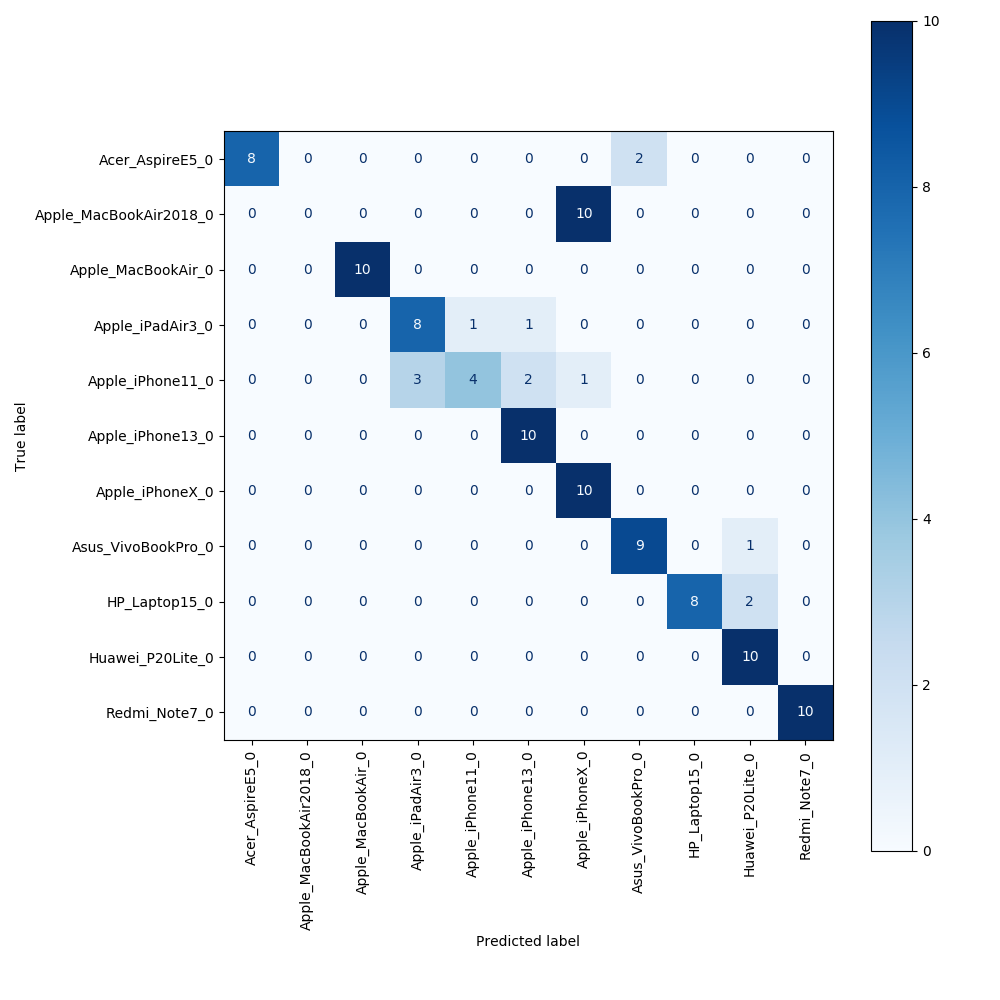 Acer_AspireE5_0 8 0 0 0 0 0 0 2 0 0 0
Apple_MacBookAir2018_0 0 0 0 0 0 0 10 0 0 0 0
Apple_MacBookAir_0 0 0 10 0 0 0 0 0 0 0 0
Apple_iPadAir3_0 0 0 0 8 1 1 0 0 0 0 0
Apple_iPhone11_0 0 0 0 3 4 2 1 0 0 0 0
Apple_iPhone13_0 0 0 0 0 0 10 0 0 0 0 0
Apple_iPhoneX_0 0 0 0 0 0 0 10 0 0 0 0
Asus_VivoBookPro_0 0 0 0 0 0 0 0 9 0 1 0
HP_Laptop15_0 0 0 0 0 0 0 0 0 8 2 0
Huawei_P20Lite_0 0 0 0 0 0 0 0 0 0 10 0
Redmi_Note7_0 0 0 0 0 0 0 0 0 0 0 10
True label
Acer_AspireE5_0
Apple_MacBookAir2018_0
Apple_MacBookAir_0
Apple_iPadAir3_0
Apple_iPhone11_0
Apple_iPhone13_0
Apple_iPhoneX_0
Asus_VivoBookPro_0
HP_Laptop15_0
Huawei_P20Lite_0
Redmi_Note7_0
Predicted label
10
8
6
4
2
0